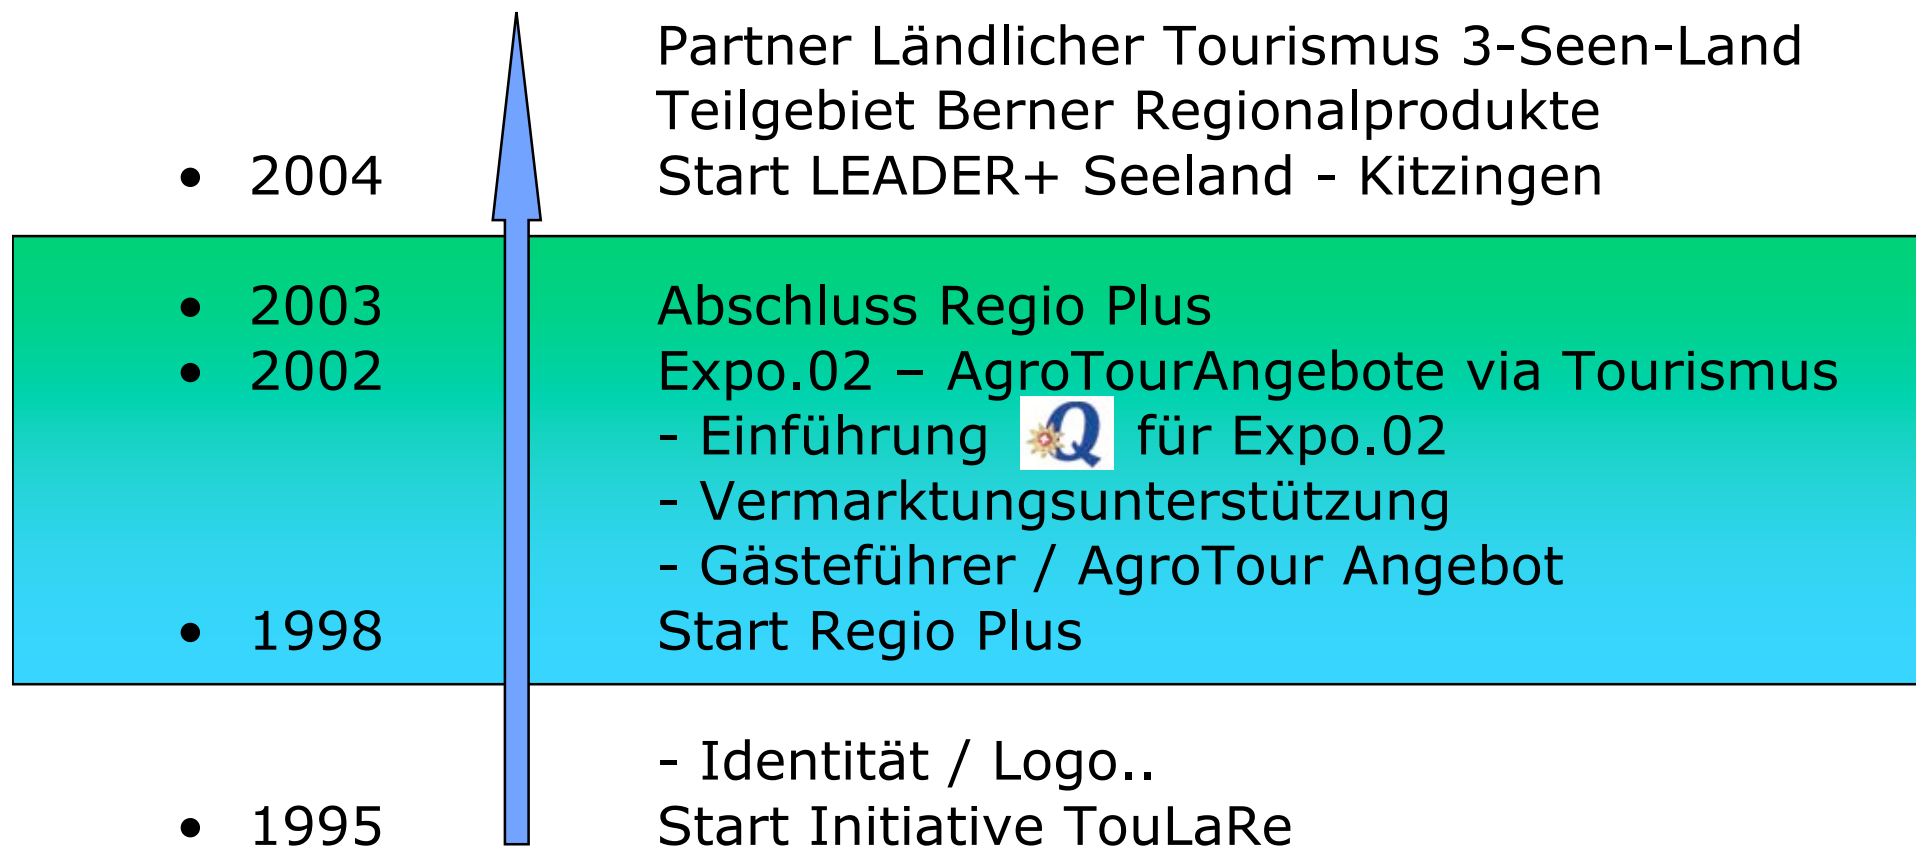 Partner Ländlicher Tourismus 3-Seen-Land
Teilgebiet Berner Regionalprodukte
• 2004 Start LEADER+ Seeland - Kitzingen
• 2003 Abschluss Regio Plus
• 2002 Expo.02 – AgroTourAngebote via Tourismus
- Einführung Q für Expo.02
- Vermarktungsunterstützung
- Gästeführer / AgroTour Angebot
• 1998 Start Regio Plus
- Identität / Logo..
• 1995 Start Initiative TouLaRe